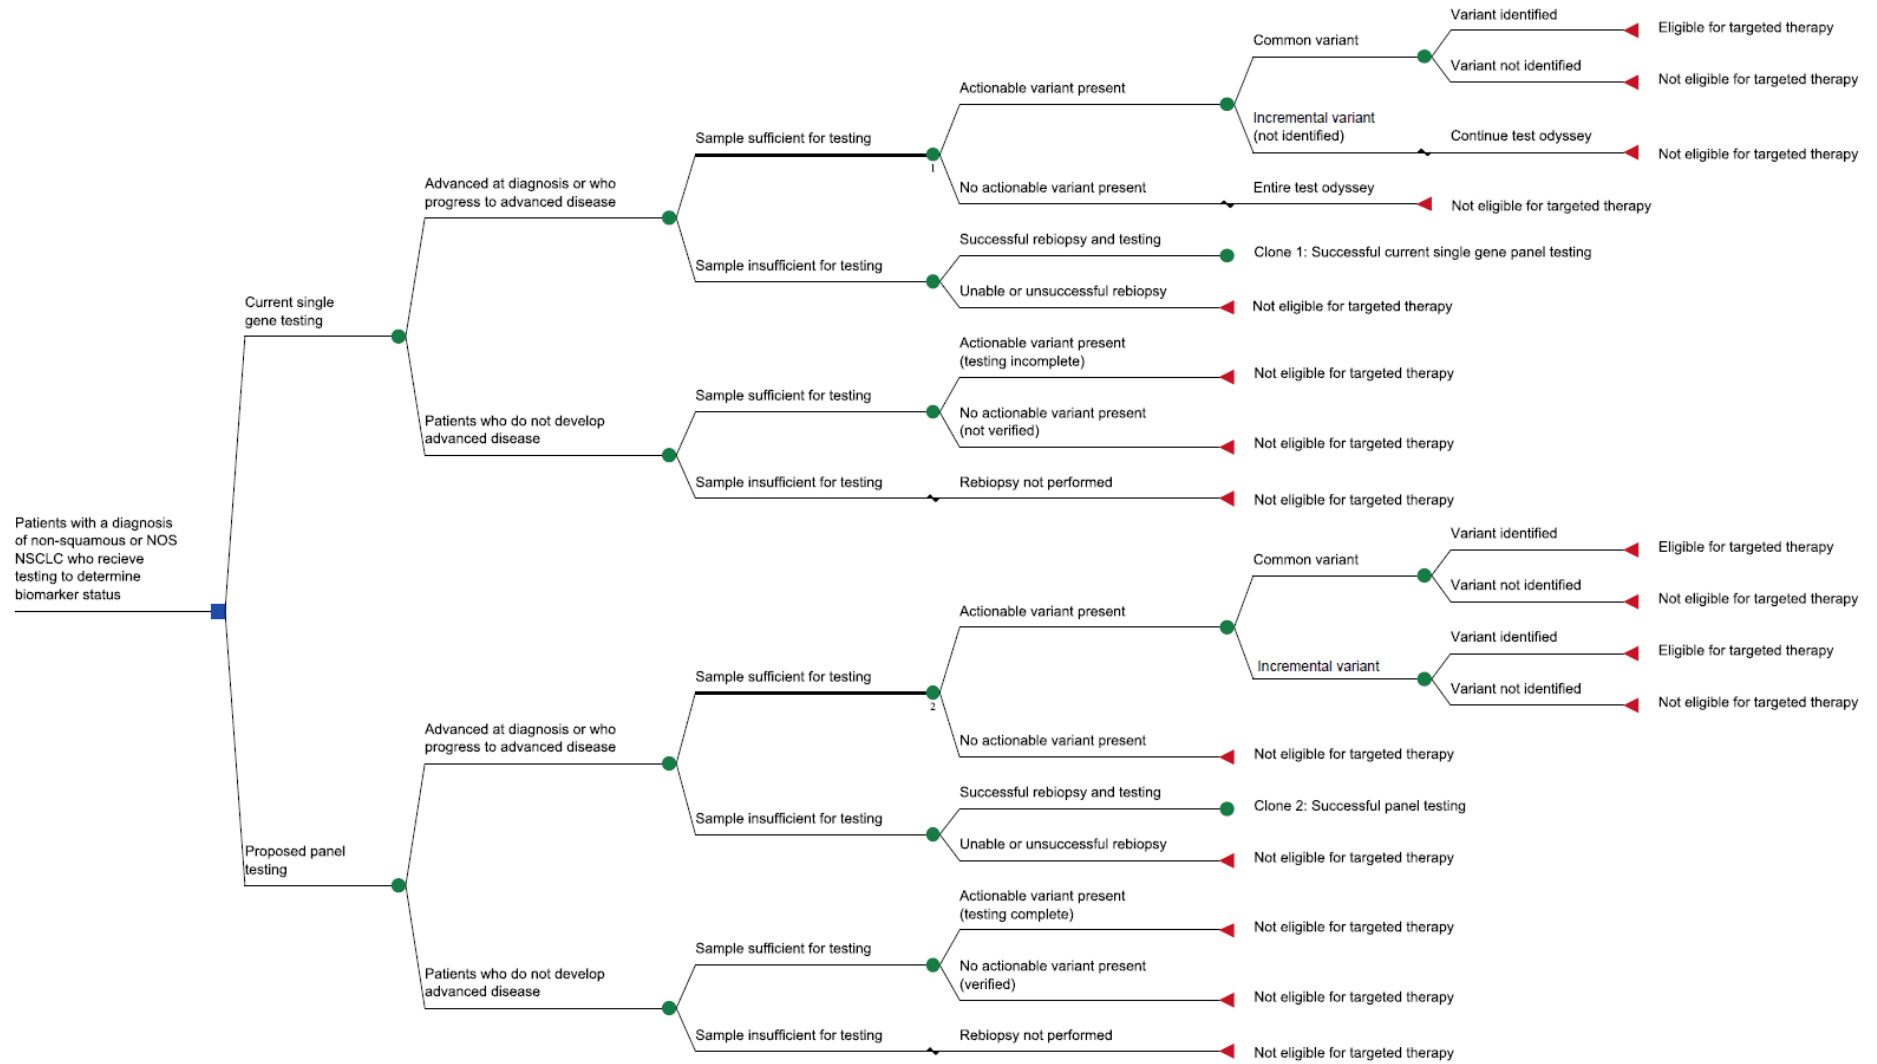 Patients with a diagnosis
of non-squamous or NOS
NSCLC who recieve
testing to determine
biomarker status
Current single
gene testing
Advanced at diagnosis or who
progress to advanced disease
Sample sufficient for testing
1
Actionable variant present
Common variant
Variant identified
Eligible for targeted therapy
Variant not identified
Not eligible for targeted therapy
Incremental variant
(not identified)
Continue test odyssey
Not eligible for targeted therapy
No actionable variant present
Entire test odyssey
Not eligible for targeted therapy
Sample insufficient for testing
Successful rebiopsy and testing
Clone 1: Successful current single gene panel testing
Unable or unsuccessful rebiopsy
Not eligible for targeted therapy
Patients who do not develop
advanced disease
Sample sufficient for testing
Actionable variant present
(testing incomplete)
Not eligible for targeted therapy
No actionable variant present
(not verified)
Not eligible for targeted therapy
Sample insufficient for testing
Rebiopsy not performed
Not eligible for targeted therapy
Proposed panel
testing
Advanced at diagnosis or who
progress to advanced disease
Sample sufficient for testing
2
Actionable variant present
Common variant
Variant identified
Eligible for targeted therapy
Variant not identified
Not eligible for targeted therapy
Incremental variant
Variant identified
Eligible for targeted therapy
Variant not identified
Not eligible for targeted therapy
No actionable variant present
Not eligible for targeted therapy
Sample insufficient for testing
Successful rebiopsy and testing
Clone 2: Successful panel testing
Unable or unsuccessful rebiopsy
Not eligible for targeted therapy
Patients who do not develop
advanced disease
Sample sufficient for testing
Actionable variant present
(testing complete)
Not eligible for targeted therapy
No actionable variant present
(verified)
Not eligible for targeted therapy
Sample insufficient for testing
Rebiopsy not performed
Not eligible for targeted therapy